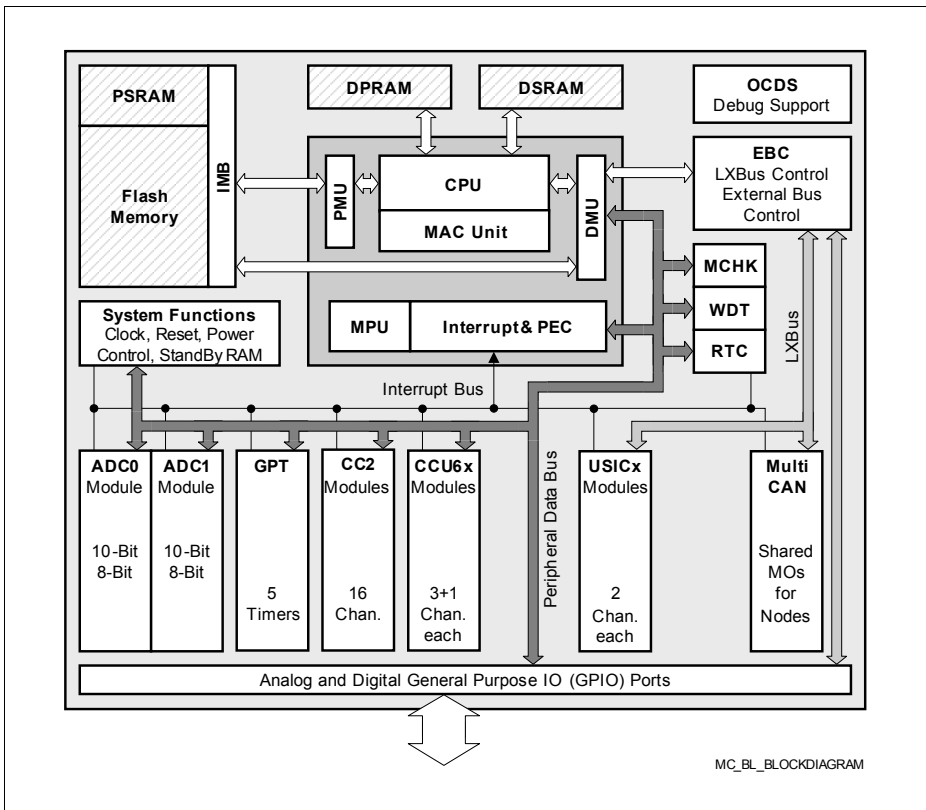 PSRAM
Flash
Memory
IMB
DPRAM
DSRAM
OCDS
Debug Support
EBC
LXBus Control
External Bus
Control
PMU
CPU
MAC Unit
DMU
MCHK
WDT
RTC
LXBus
System Functions
Clock, Reset, Power
Control, StandBy RAM
MPU
Interrupt & PEC
Interrupt Bus
Peripheral Data Bus
ADC0
Module
10-Bit
8-Bit
ADC1
Module
10-Bit
8-Bit
GPT
5
Timers
CC2
Modules
16
Chan.
CCU6x
Modules
3+1
Chan.
each
USICx
Modules
2
Chan.
each
Multi
CAN
Shared
MOs
for
Nodes
Analog and Digital General Purpose IO (GPIO) Ports
MC_BL_BLOCKDIAGRAM